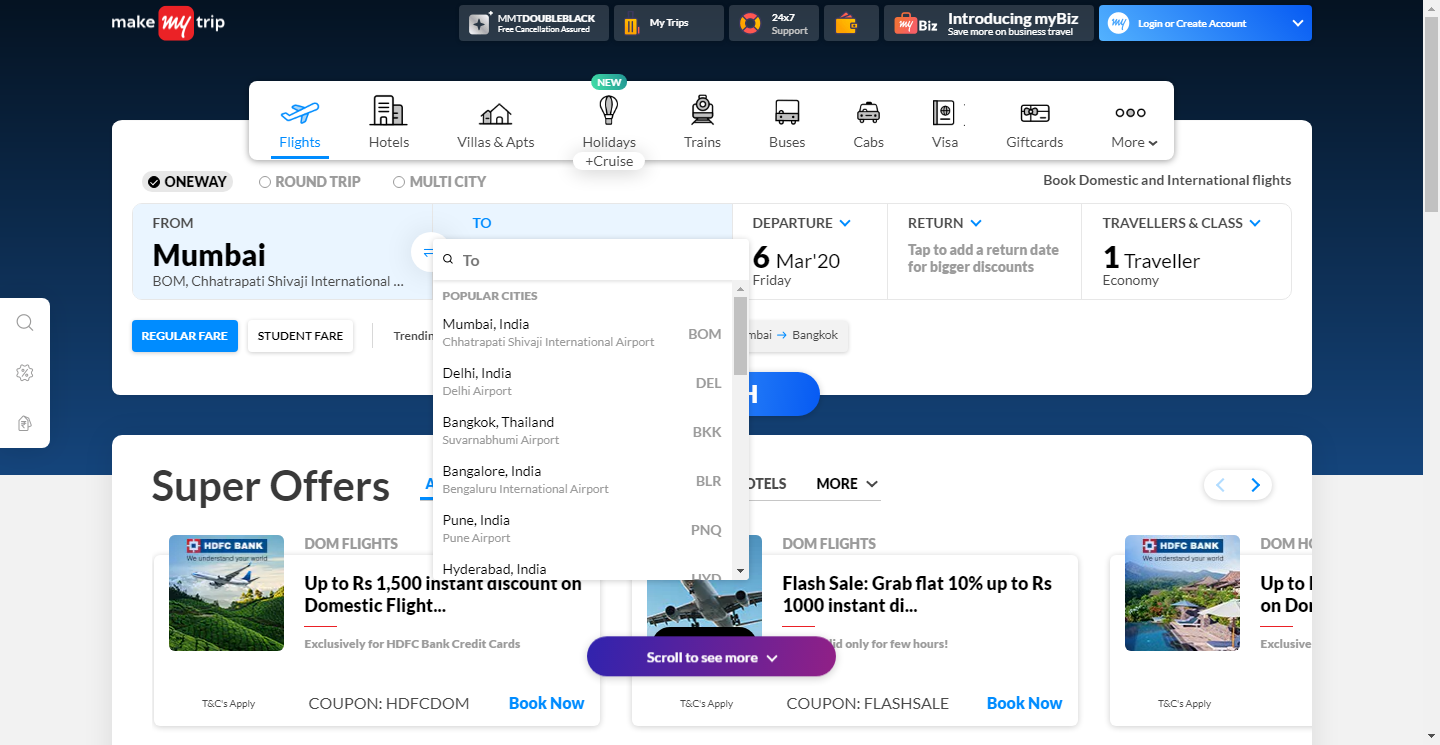 make my trip
MMTDOUBLEBLACK
Free Cancellation Assured
My Trips
24x7
Support
my Biz
Introducing myBiz
Save more on business travel
my
Login or Create Account
NEW
Flights
Hotels
Villas & Apts
Holidays
Trains
Buses
Cabs
Visa
Giftcards
More
+Cruise
ONEWAY
ROUND TRIP
MULTI CITY
Book Domestic and International flights
FROM
Mumbai
BOM, Chhatrapati Shivaji International ...
TO
DEPARTURE
6 Mar'20
Friday
RETURN
Tap to add a return date
for bigger discounts
TRAVELLERS & CLASS
1 Traveller
Economy
To
POPULAR CITIES
Mumbai, India
Chhatrapati Shivaji International Airport
BOM
Delhi, India
Delhi Airport
DEL
Bangkok, Thailand
Suvarnabhumi Airport
BKK
Bangalore, India
Bengaluru International Airport
BLR
Pune, India
Pune Airport
PNQ
Hyderabad, India
HYD
REGULAR FARE
STUDENT FARE
Trendin
mbai → Bangkok
H
Super Offers
A
OTELS
MORE
HDFC BANK
We understand your world
DOM FLIGHTS
Up to Rs 1,500 instant discount on
Domestic Flight...
Exclusively for HDFC Bank Credit Cards
T&C's Apply
COUPON: HDFCDOM
Book Now
DOM FLIGHTS
Flash Sale: Grab flat 10% up to Rs
1000 instant di...
lid only for few hours!
T&C's Apply
COUPON: FLASHSALE
Book Now
HDFC BANK
We understand your world
DOM HO
Up to
on Dor
Exclusive
T&C's Apply
Scroll to see more